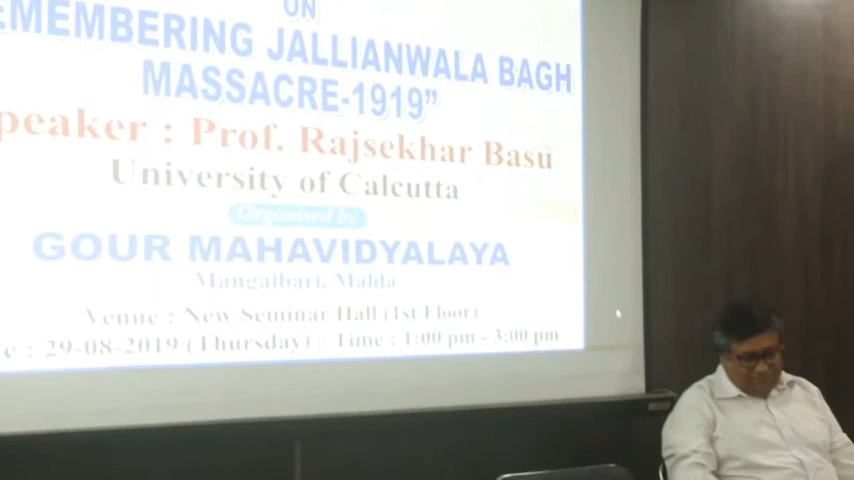 ON
EMEMBERING JALLIANWALA BAGH
MASSACRE-1919”
peaker : Prof. Rajsekhar Basu
University of Calcutta
Organised by
GOUR MAHAVIDYALAYA
Mangalbari, Malda
Venue : New Seminar Hall (1st Floor)
e : 29-08-2019 (Thursday) || Time : 1:00 pm - 3:00 pm